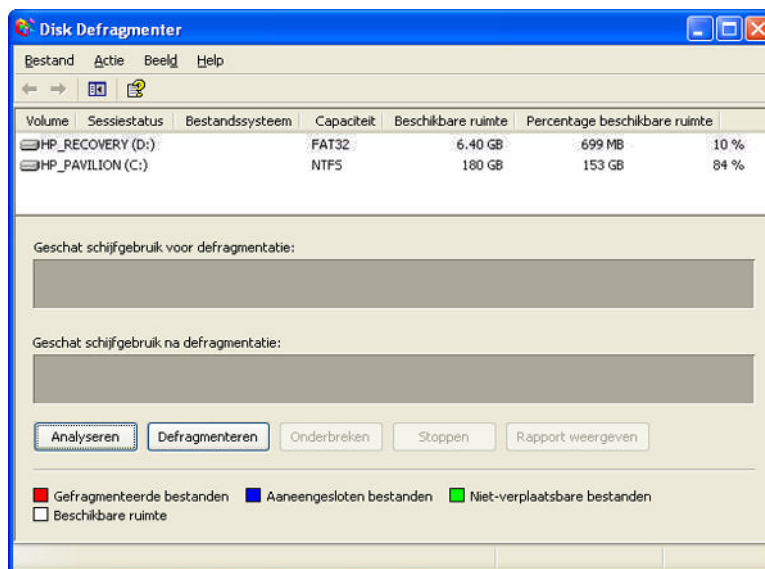 Disk Defragmenter
Bestand Actie Beeld Help
Volume Sessiestatus Bestandssysteem Capaciteit Beschikbare ruimte Percentage beschikbare ruimte
HP_RECOVERY (D:) FAT32 6.40 GB 699 MB 10 %
HP_PAVILION (C:) NTFS 180 GB 153 GB 84 %
Geschat schijfgebruik voor defragmentatie:
Geschat schijfgebruik na defragmentatie:
Analyseren Defragmenteren Onderbreken Stoppen Rapport weergeven
Gefragmenteerde bestanden Aaneengesloten bestanden Niet-verplaatsbare bestanden
Beschikbare ruimte